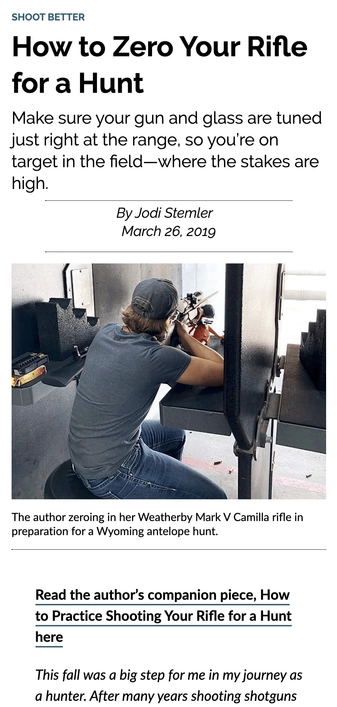 SHOOT BETTER
How to Zero Your Rifle
for a Hunt
Make sure your gun and glass are tuned
just right at the range, so you're on
target in the field—where the stakes are
high.
By Jodi Stemler
March 26, 2019
The author zeroing in her Weatherby Mark V Camilla rifle in
preparation for a Wyoming antelope hunt.
Read the author's companion piece, How
to Practice Shooting Your Rifle for a Hunt
here
This fall was a big step for me in my journey as
a hunter. After many years shooting shotguns